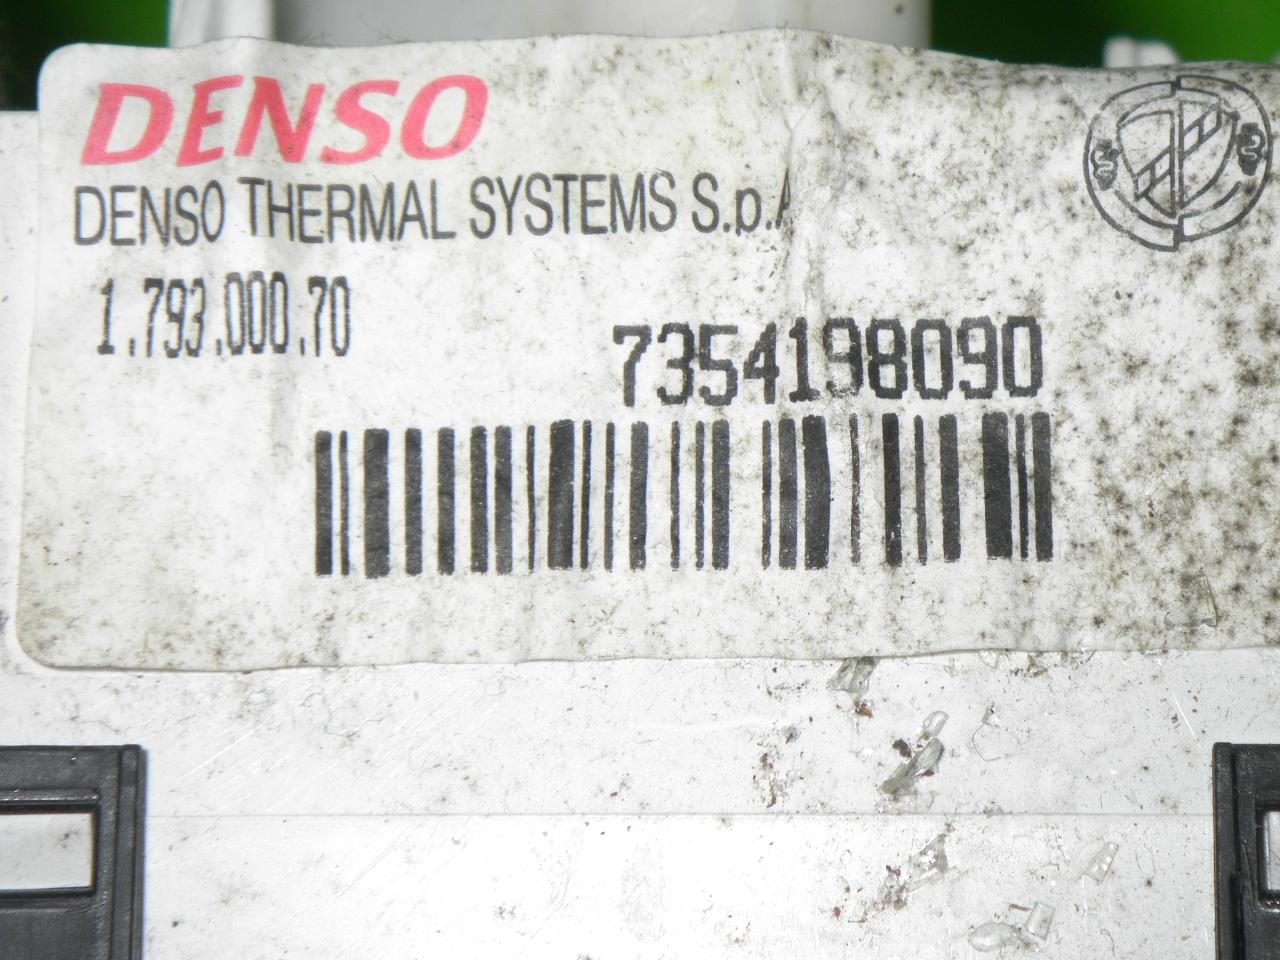 DENSO
DENSO THERMAL SYSTEMS S.p.A
1.793.000.70
7354198090